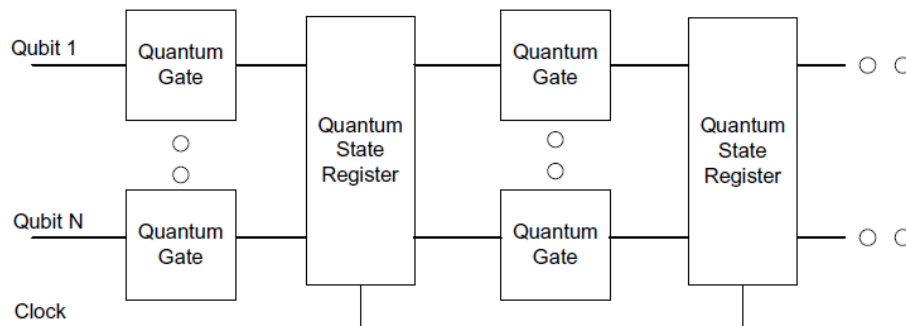 Qubit 1
Quantum
Gate
Quantum
State
Register
Quantum
Gate
Quantum
State
Register
Qubit N
Quantum
Gate
Quantum
Gate
Clock